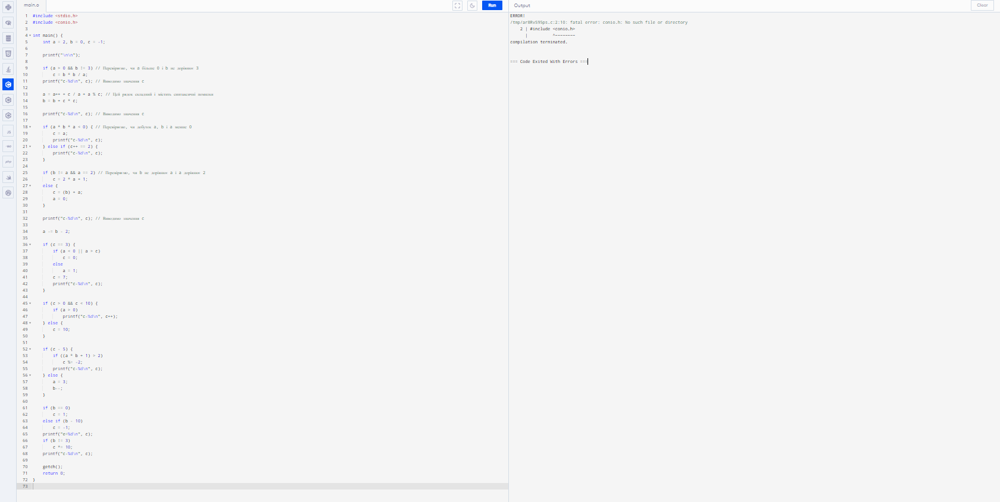 main.c
Run
Output
Clear
1 #include <stdio.h>
2 #include <conio.h>
3
4 int main() {
5 int a = 2, b = 0, c = -1;
6
7 printf("\n\n");
8
9 if (a > 0 && b != 3) // Перевіряємо, чи a більше 0 і b не дорівнює 3
10 c = b * b / a;
11 printf("c-%d\n", c); // Виводимо значення c
12
13 a = a++ + c / a + a % c; // Цей рядок складний і містить синтаксичні помилки
14 b = b + c * c;
15
16 printf("c-%d\n", c); // Виводимо значення c
17
18 if (a * b * a < 0) { // Перевіряємо, чи добуток a, b і a менше 0
19 c = a;
20 printf("c-%d\n", c);
21 } else if (c++ == 2) {
22 printf("c-%d\n", c);
23 }
24
25 if (b != a && a == 2) // Перевіряємо, чи b не дорівнює a і a дорівнює 2
26 c = 2 * a + 1;
27 else {
28 c = (b) + a;
29 a = 0;
30 }
31
32 printf("c-%d\n", c); // Виводимо значення c
33
34 a -= b - 2;
35
36 if (c == 3) {
37 if (a < 0 || a > c)
38 c = 0;
39 else
40 a = 1;
41 c = 7;
42 printf("c-%d\n", c);
43 }
44
45 if (c > 0 && c < 10) {
46 if (a > 0)
47 printf("c-%d\n", c++);
48 } else {
49 c = 10;
50 }
51
52 if (c - 5) {
53 if ((a * b + 1) > 2)
54 c %= -2;
55 printf("c-%d\n", c);
56 } else {
57 a = 3;
58 b--;
59 }
60
61 if (b == 0)
62 c = 1;
63 else if (b - 10)
64 c = -1;
65 printf("e=%d\n", c);
66 if (b != 3)
67 c *= 10;
68 printf("c-%d\n", c);
69
70 getch();
71 return 0;
72 }
73
ERROR!
/tmp/ar8RvS9Sps.c:2:10: fatal error: conio.h: No such file or directory
2 | #include <conio.h>
| ^~~~~~~~~
compilation terminated.
=== Code Exited With Errors ===
JS
-GO
php